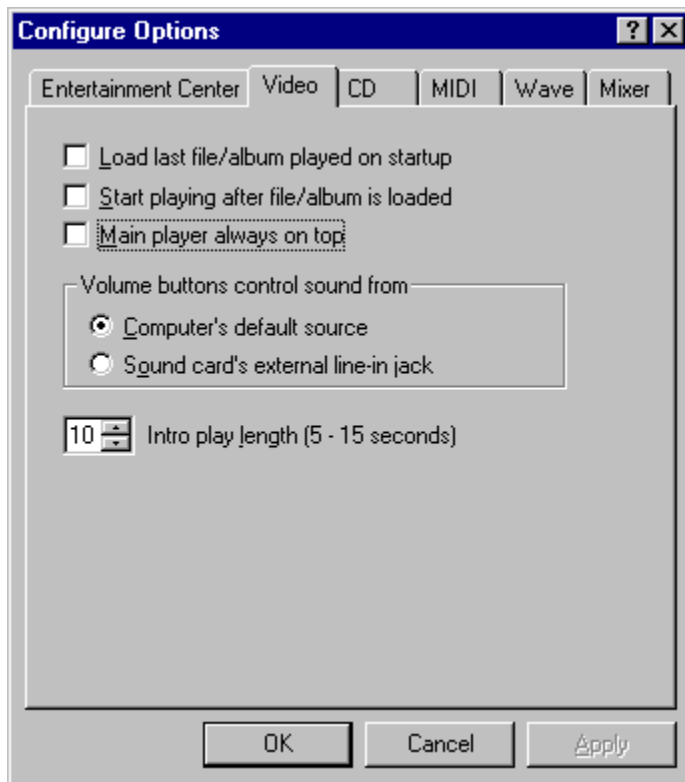 Configure Options
Entertainment Center Video CD MIDI Wave Mixer
Load last file/album played on startup
Start playing after file/album is loaded
Main player always on top
Volume buttons control sound from
Computer's default source
Sound card's external line-in jack
10 Intro play length (5 - 15 seconds)
OK Cancel Apply